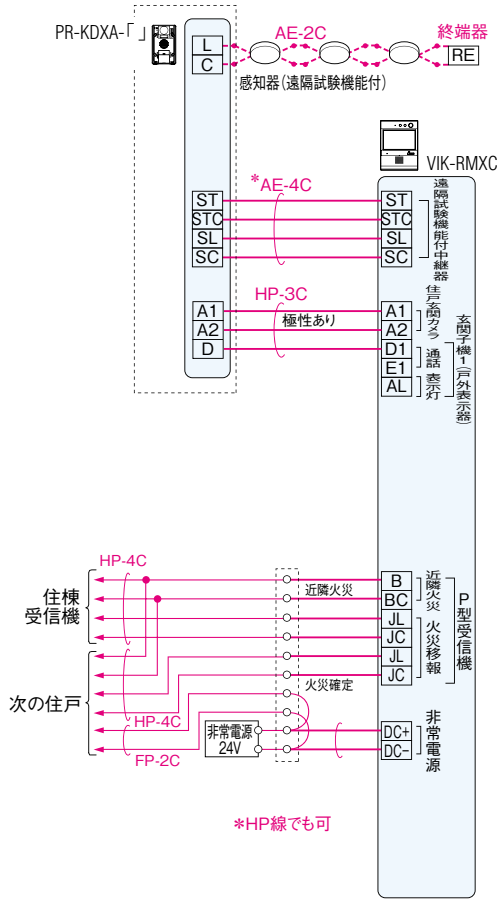 PR-KDXA-「 」
AE-2C
終端器
L
C
RE
感知器(遠隔試験機能付)
VIK-RMXC
*AE-4C
ST
STC
SL
SC
ST
STC
SL
SC
遠隔試験機能付中継器
HP-3C
極性あり
A1
A2
D
A1
A2
D1
E1
AL
住戸玄関カメラ
通話
表示灯
玄関子機1(戸外表示器)
HP-4C
住棟
受信機
次の住戸
近隣火災
火災確定
HP-4C
FP-2C
非常電源
24V
B
BC
JL
JC
JL
JC
DC+
DC-
近隣火災
火災移報
P型受信機
非常電源
*HP線でも可